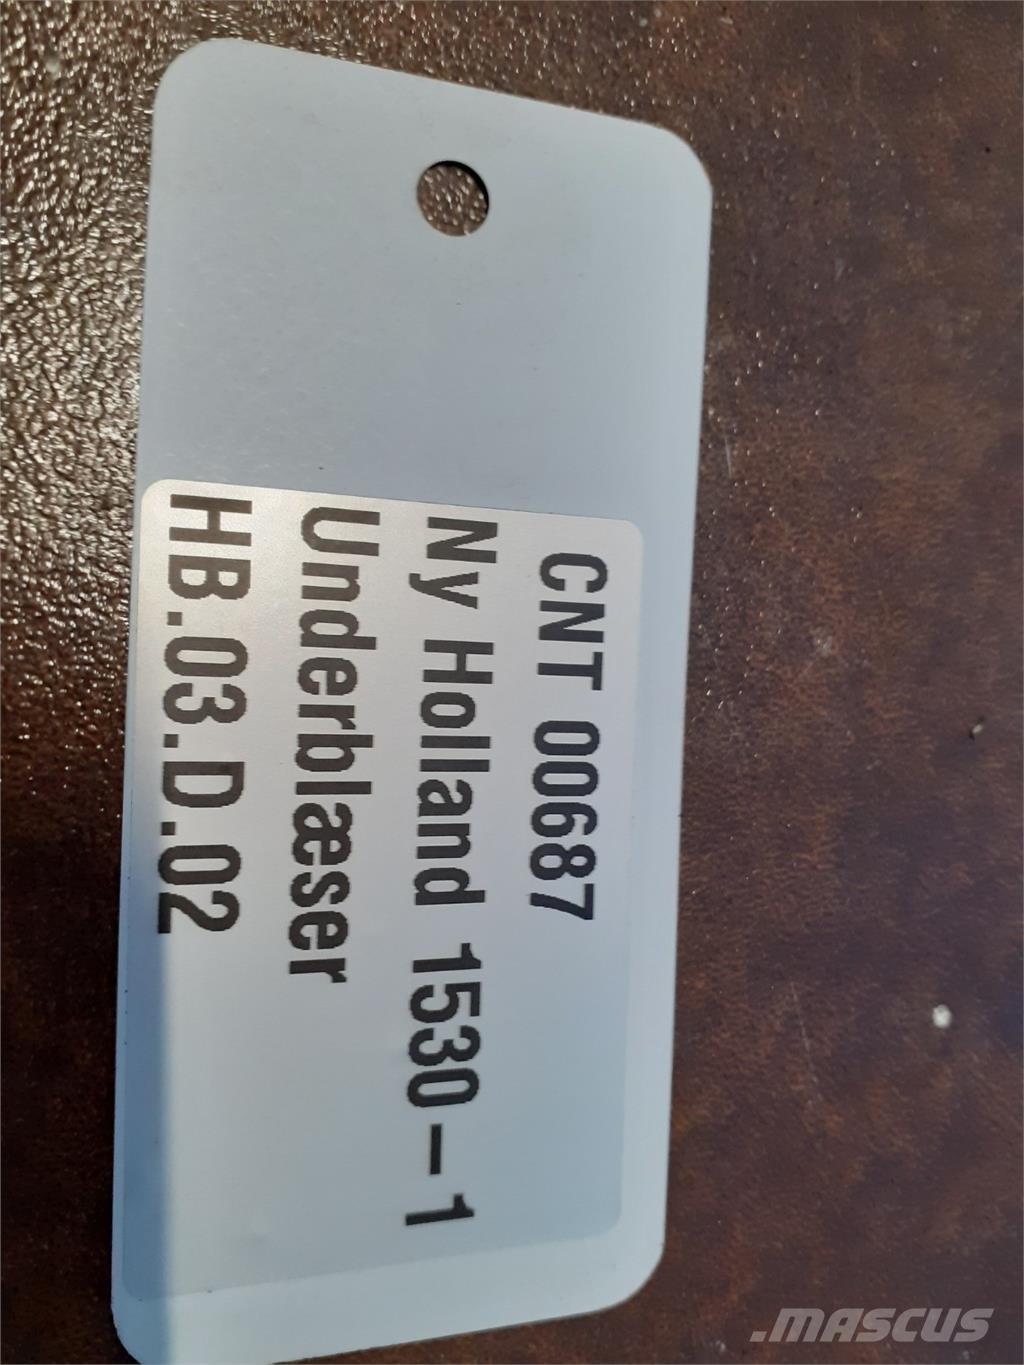 CNT 00687
Ny Holland 1530-1
Underblæser
HB.03.D.02
.MASCUS